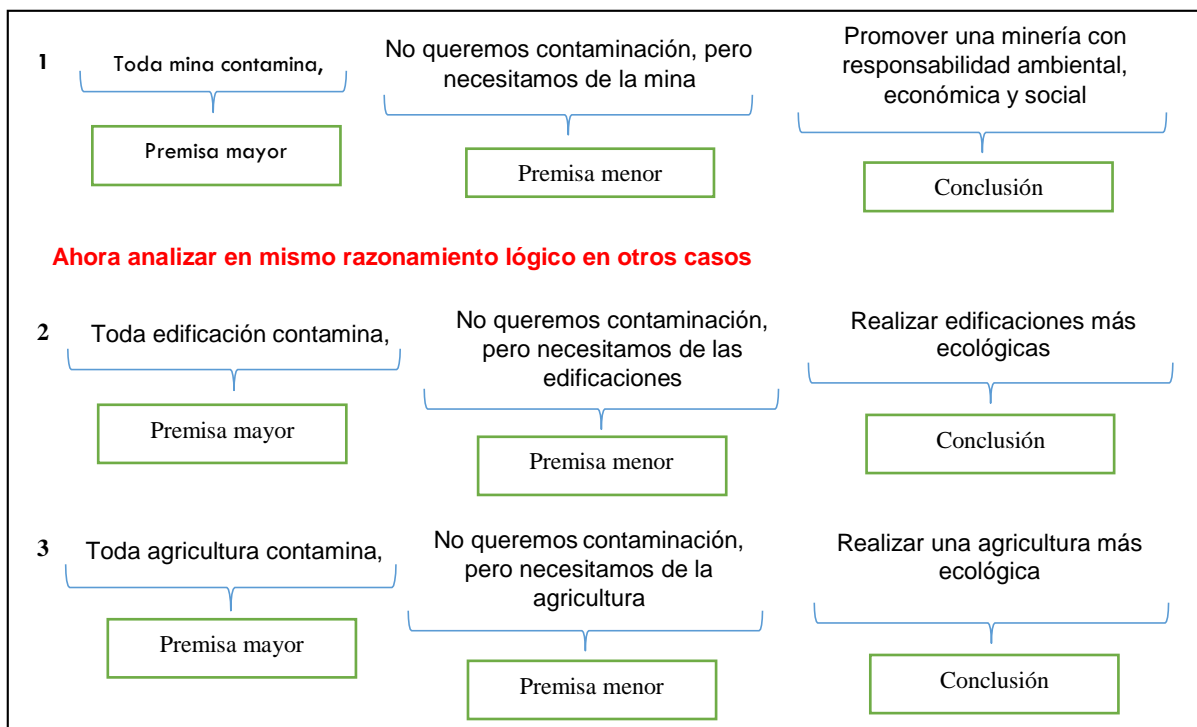 1
Toda mina contamina,
No queremos contaminación, pero
necesitamos de la mina
Promover una minería con
responsabilidad ambiental,
económica y social
Premisa mayor
Premisa menor
Conclusión
Ahora analizar en mismo razonamiento lógico en otros casos
2
Toda edificación contamina,
No queremos contaminación,
pero necesitamos de las
edificaciones
Realizar edificaciones más
ecológicas
Premisa mayor
Premisa menor
Conclusión
3
Toda agricultura contamina,
No queremos contaminación,
pero necesitamos de la
agricultura
Realizar una agricultura más
ecológica
Premisa mayor
Premisa menor
Conclusión